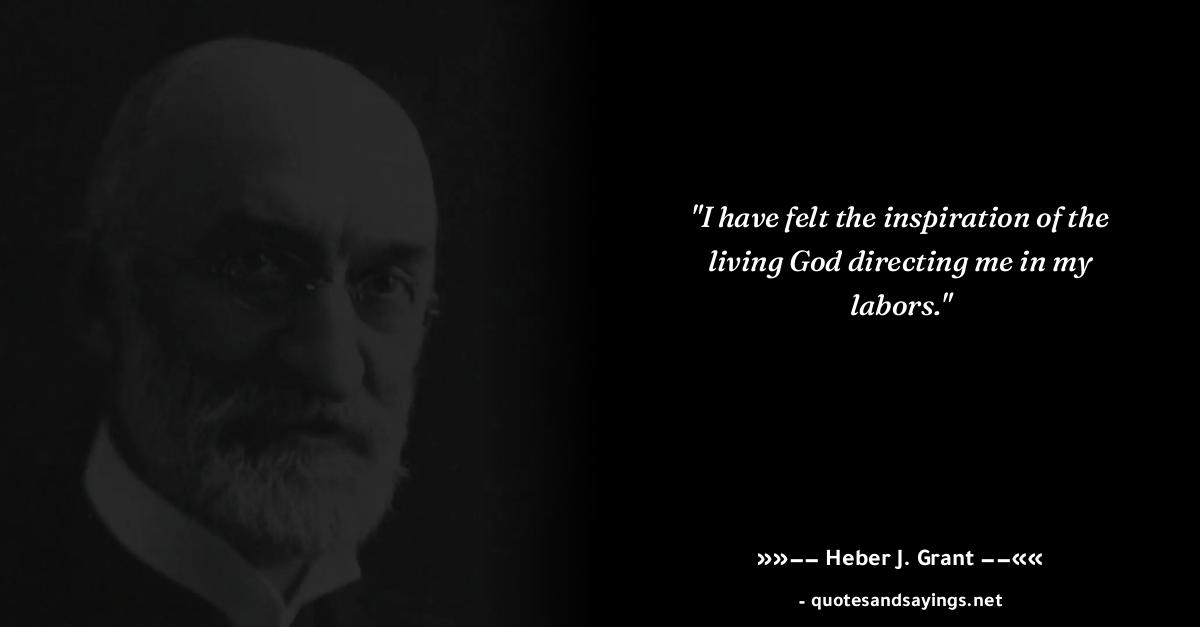 "I have felt the inspiration of the
living God directing me in my
labors."
»»−− Heber J. Grant −−««
- quotesandsayings.net